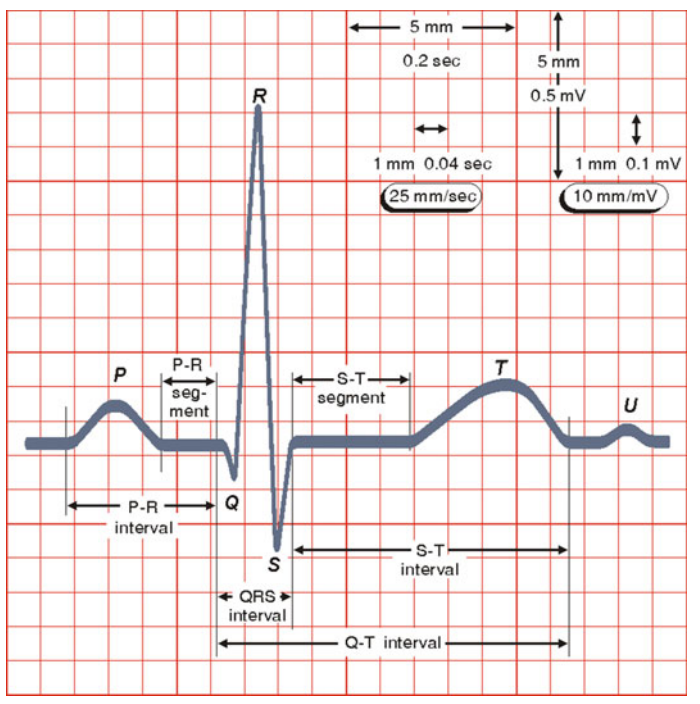 5 mm
0.2 sec
5 mm
0.5 mV
1 mm 0.04 sec
25 mm/sec
1 mm 0.1 mV
10 mm/mV
R
P
P-R
seg-
ment
S-T
segment
T
U
Q
P-R
interval
S
S-T
interval
QRS
interval
Q-T interval